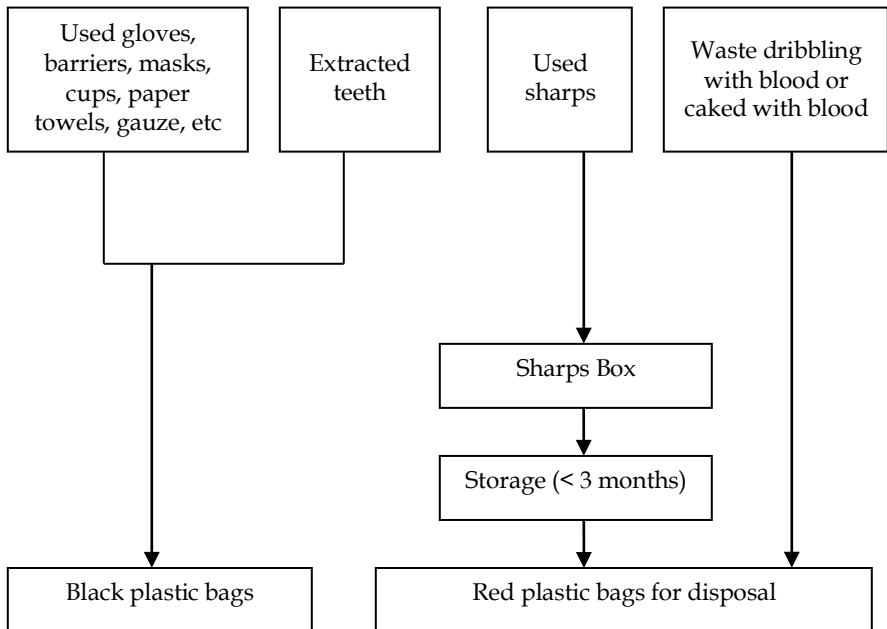 Used gloves,
barriers, masks,
cups, paper
towels, gauze, etc
Extracted
teeth
Used
sharps
Waste dribbling
with blood or
caked with blood
Sharps Box
Storage (< 3 months)
Black plastic bags
Red plastic bags for disposal